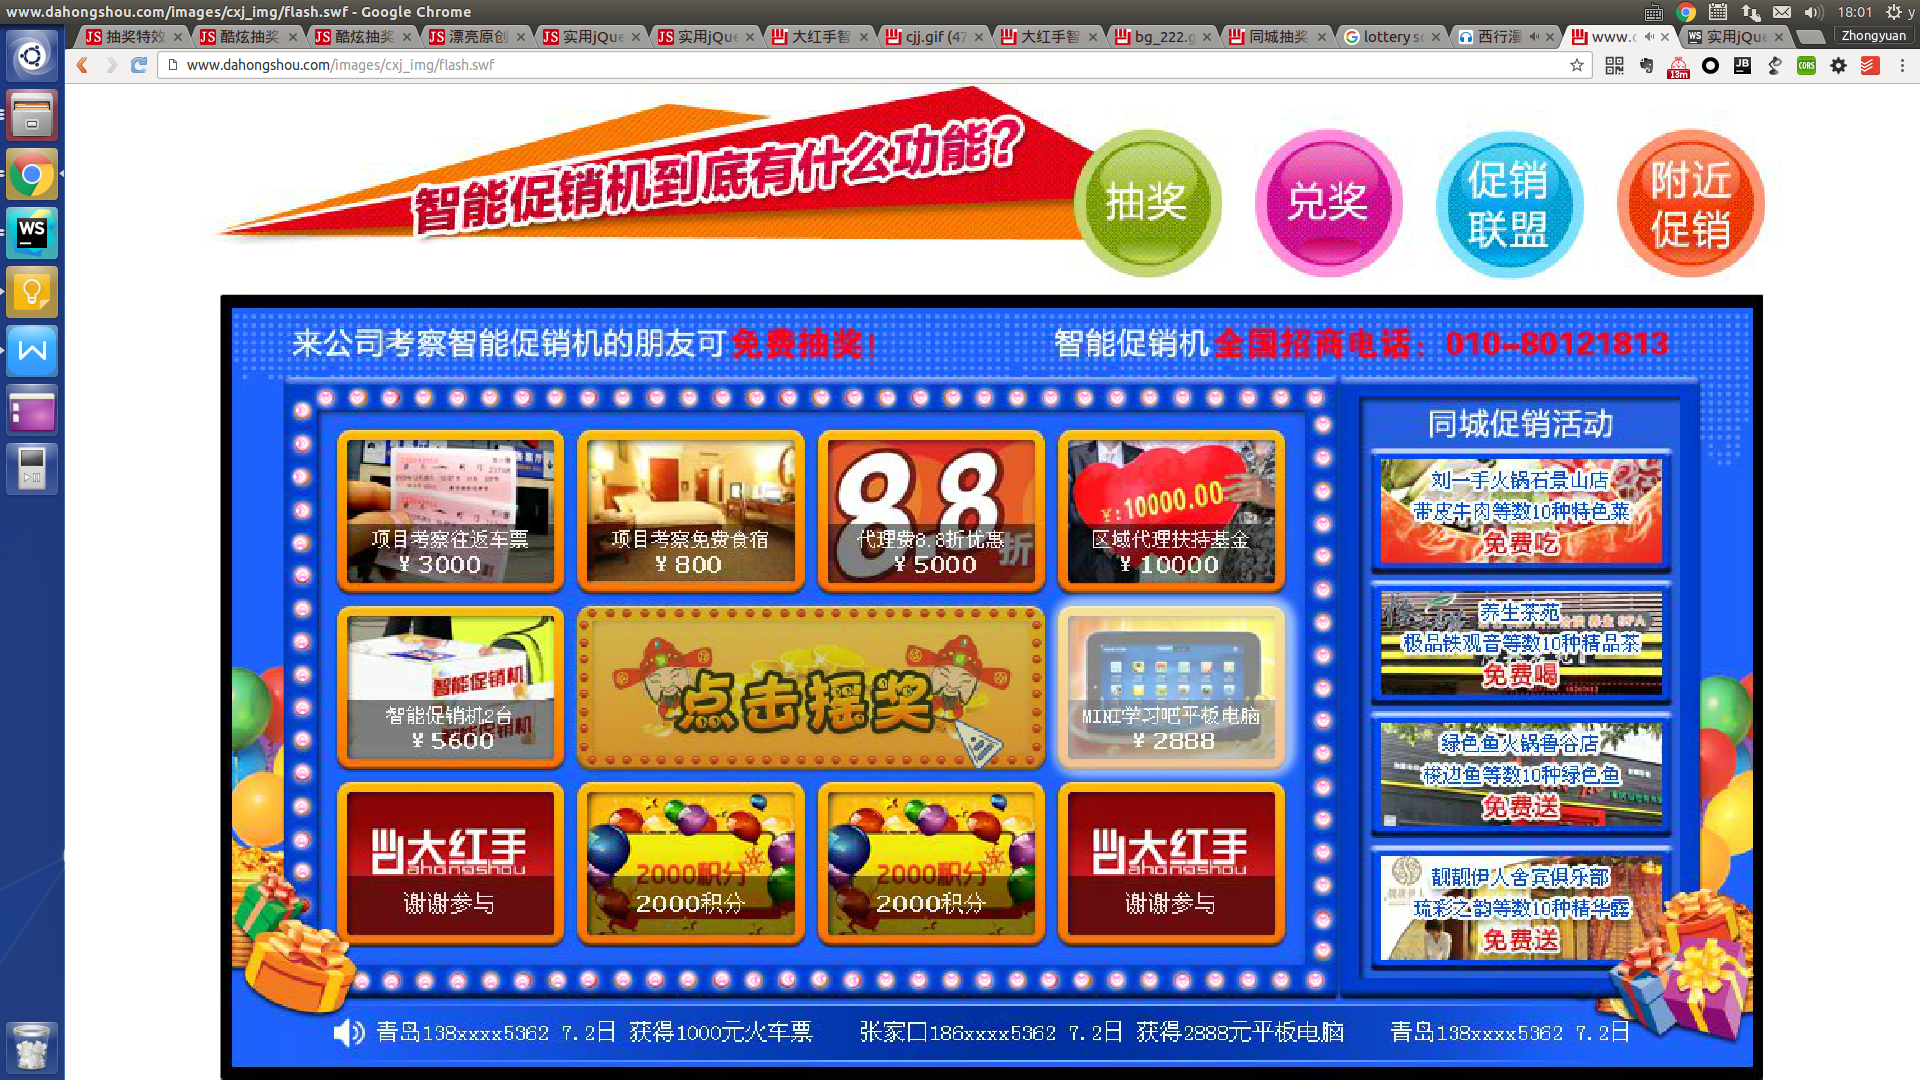 www.dahongshou.com/images/cxj_img/flash.swf - Google Chrome
18:01
抽奖特效
酷炫抽奖
酷炫抽奖
漂亮原创
实用jQue
实用jQue
大红手智
cjj.gif (47
大红手智
bg_222.g
同城抽奖
lottery sc
西行漫
www.d
实用jQue
Zhongyuan
www.dahongshou.com/images/cxj_img/flash.swf
13m
JB
CORS
WS
智能促销机到底有什么功能?
抽奖
兑奖
促销
联盟
附近
促销
来公司考察智能促销机的朋友可免费抽奖!
智能促销机全国招商电话：010-80121813
项目考察往返车票
¥ 3000
项目考察免费食宿
¥ 800
88折
代理费8.8折优惠
¥ 5000
¥:10000.00
区域代理扶持基金
¥ 10000
智能促销机
智能促销机2台
¥ 5600
点击摇奖
MINI学习吧平板电脑
¥ 2888
大红手
dahongshou
谢谢参与
2000积分
2000积分
2000积分
2000积分
大红手
dahongshou
谢谢参与
同城促销活动
刘一手火锅石景山店
带皮牛肉等数10种特色菜
免费吃
养生茶苑
极品铁观音等数10种精品茶
免费喝
绿色鱼火锅鲁谷店
梭边鱼等数10种绿色鱼
免费送
靓靓伊人舍宾俱乐部
琉彩之韵等数10种精华露
免费送
青岛138xxxx5362 7.2日 获得1000元火车票
张家口186xxxx5362 7.2日 获得2888元平板电脑
青岛138xxxx5362 7.2日